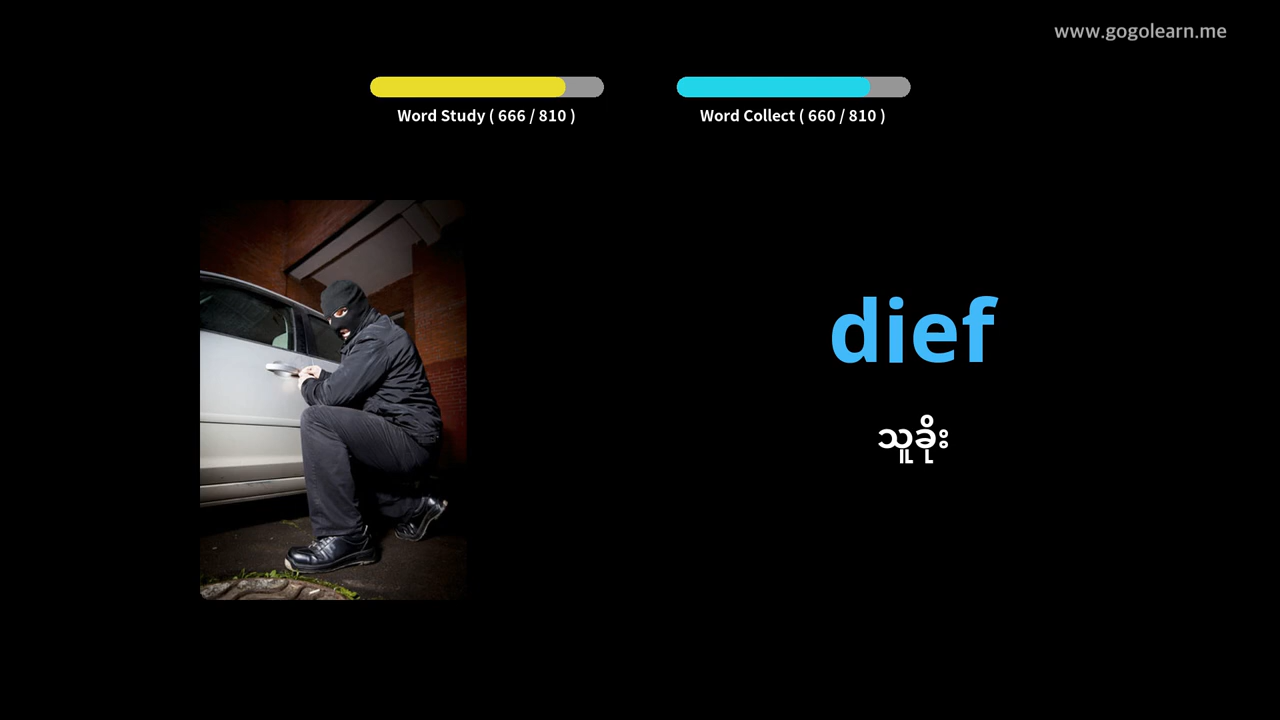 www.gogolearn.me
Word Study ( 666 / 810 )
Word Collect ( 660 / 810 )
dief
သူခိုး